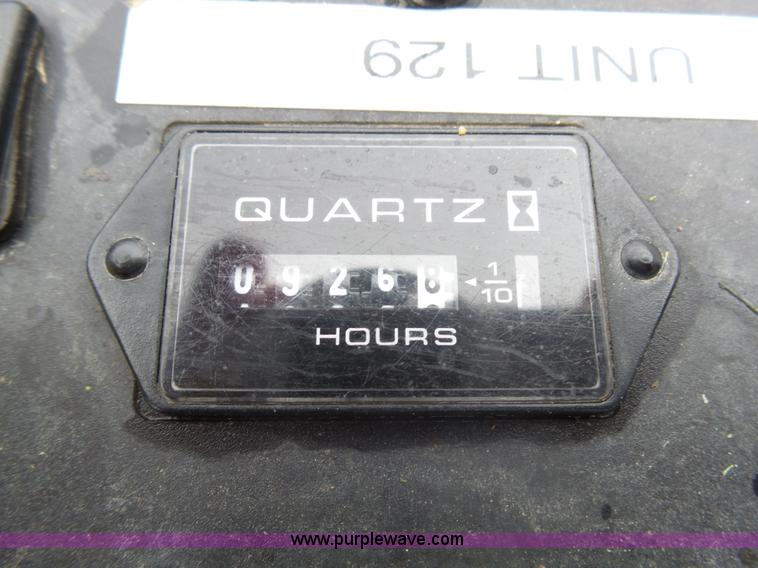 UNIT 129
QUARTZ
0 9 2 6 8 1/10
HOURS
www.purplewave.com